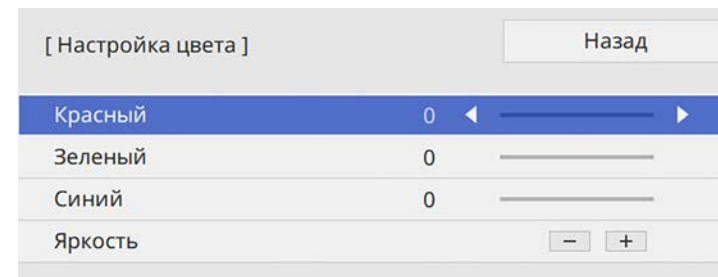 [ Настройка цвета ] Назад
Красный 0
Зеленый 0
Синий 0
Яркость − +